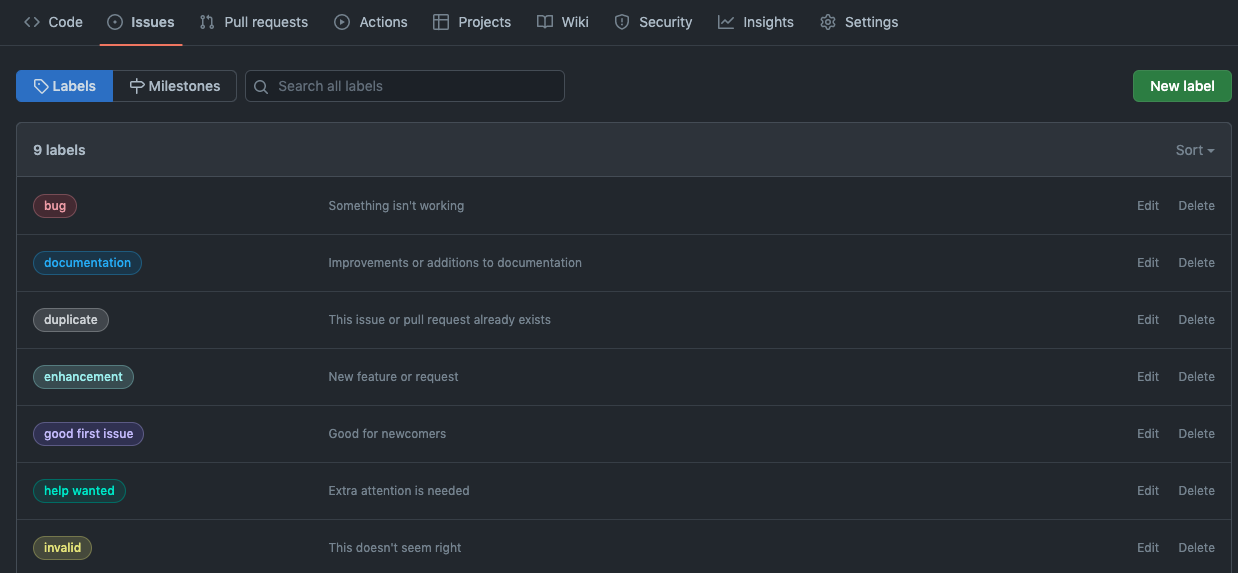 Code Issues Pull requests Actions Projects Wiki Security Insights Settings
Labels Milestones Search all labels New label
9 labels Sort
bug Something isn't working Edit Delete
documentation Improvements or additions to documentation Edit Delete
duplicate This issue or pull request already exists Edit Delete
enhancement New feature or request Edit Delete
good first issue Good for newcomers Edit Delete
help wanted Extra attention is needed Edit Delete
invalid This doesn't seem right Edit Delete